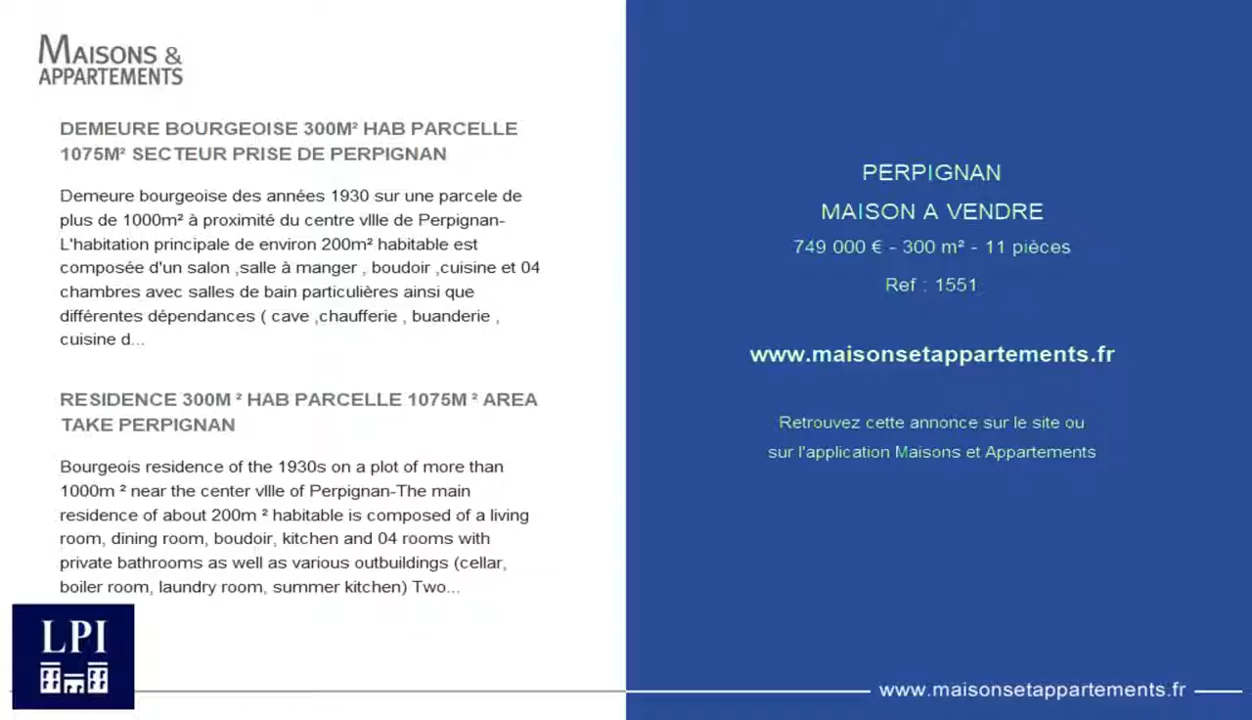 MAISONS &
APPARTEMENTS
DEMEURE BOURGEOISE 300M² HAB PARCELLE
1075M² SECTEUR PRISE DE PERPIGNAN
Demeure bourgeoise des années 1930 sur une parcele de
plus de 1000m² à proximité du centre vIlle de Perpignan-
L'habitation principale de environ 200m² habitable est
composée d'un salon ,salle à manger , boudoir ,cuisine et 04
chambres avec salles de bain particulières ainsi que
différentes dépendances ( cave ,chaufferie , buanderie ,
cuisine d...
RESIDENCE 300M ² HAB PARCELLE 1075M ² AREA
TAKE PERPIGNAN
Bourgeois residence of the 1930s on a plot of more than
1000m ² near the center vIlle of Perpignan-The main
residence of about 200m ² habitable is composed of a living
room, dining room, boudoir, kitchen and 04 rooms with
private bathrooms as well as various outbuildings (cellar,
boiler room, laundry room, summer kitchen) Two...
LPI
PERPIGNAN
MAISON A VENDRE
749 000 € - 300 m² - 11 pièces
Ref : 1551
www.maisonsetappartements.fr
Retrouvez cette annonce sur le site ou
sur l'application Maisons et Appartements
www.maisonsetappartements.fr